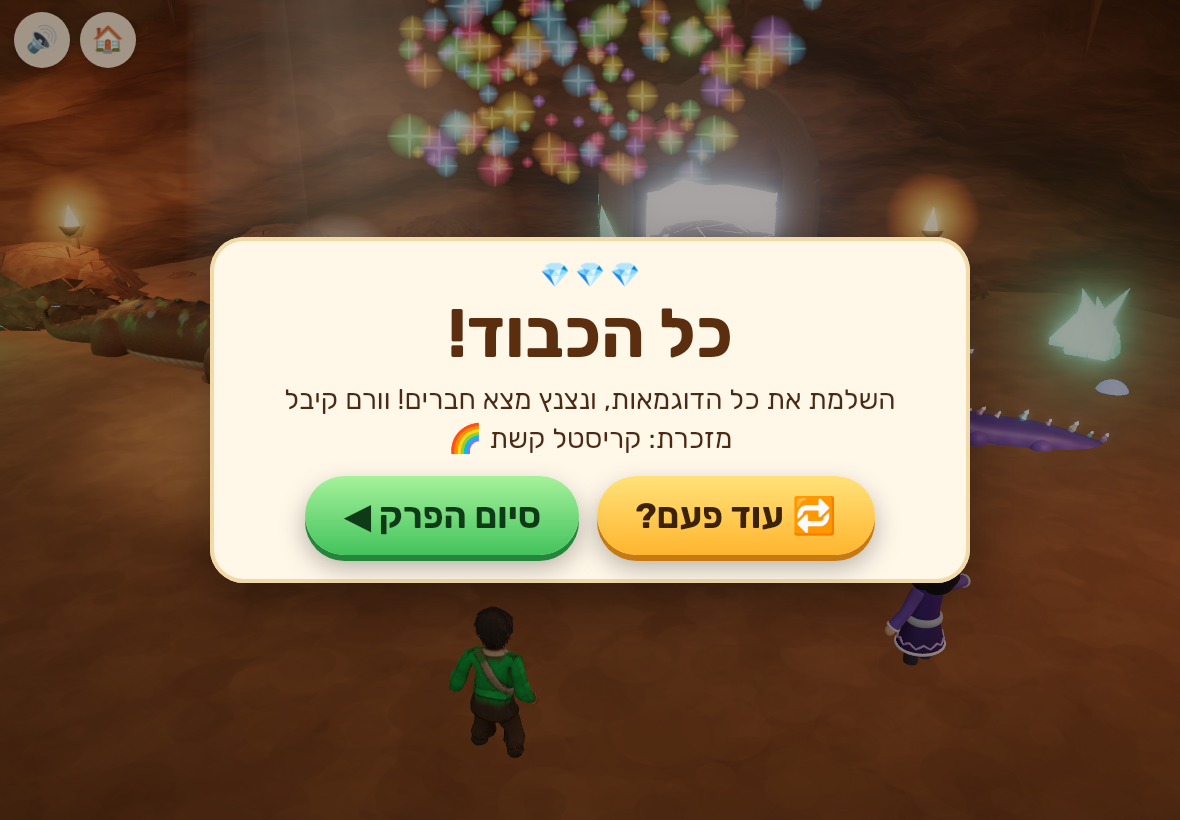 כל הכבוד!
השלמת את כל הדוגמאות, ונצנץ מצא חברים! וורם קיבל
מזכרת: קריסטל קשת
עוד פעם?
סיום הפרק ◀